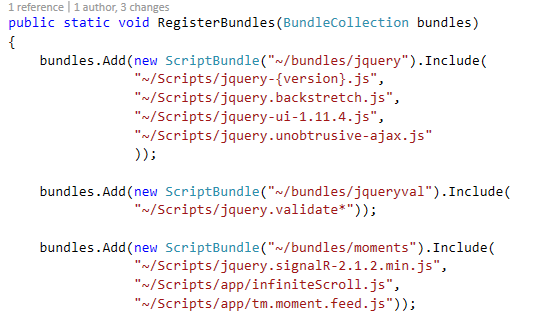 1 reference | 1 author, 3 changes
public static void RegisterBundles(BundleCollection bundles)
{
    bundles.Add(new ScriptBundle("~/bundles/jquery").Include(
                "~/Scripts/jquery-{version}.js",
                "~/Scripts/jquery.backstretch.js",
                "~/Scripts/jquery-ui-1.11.4.js",
                "~/Scripts/jquery.unobtrusive-ajax.js"
                ));
    bundles.Add(new ScriptBundle("~/bundles/jqueryval").Include(
                "~/Scripts/jquery.validate*"));
    bundles.Add(new ScriptBundle("~/bundles/moments").Include(
                "~/Scripts/jquery.signalR-2.1.2.min.js",
                "~/Scripts/app/infiniteScroll.js",
                "~/Scripts/app/tm.moment.feed.js"));